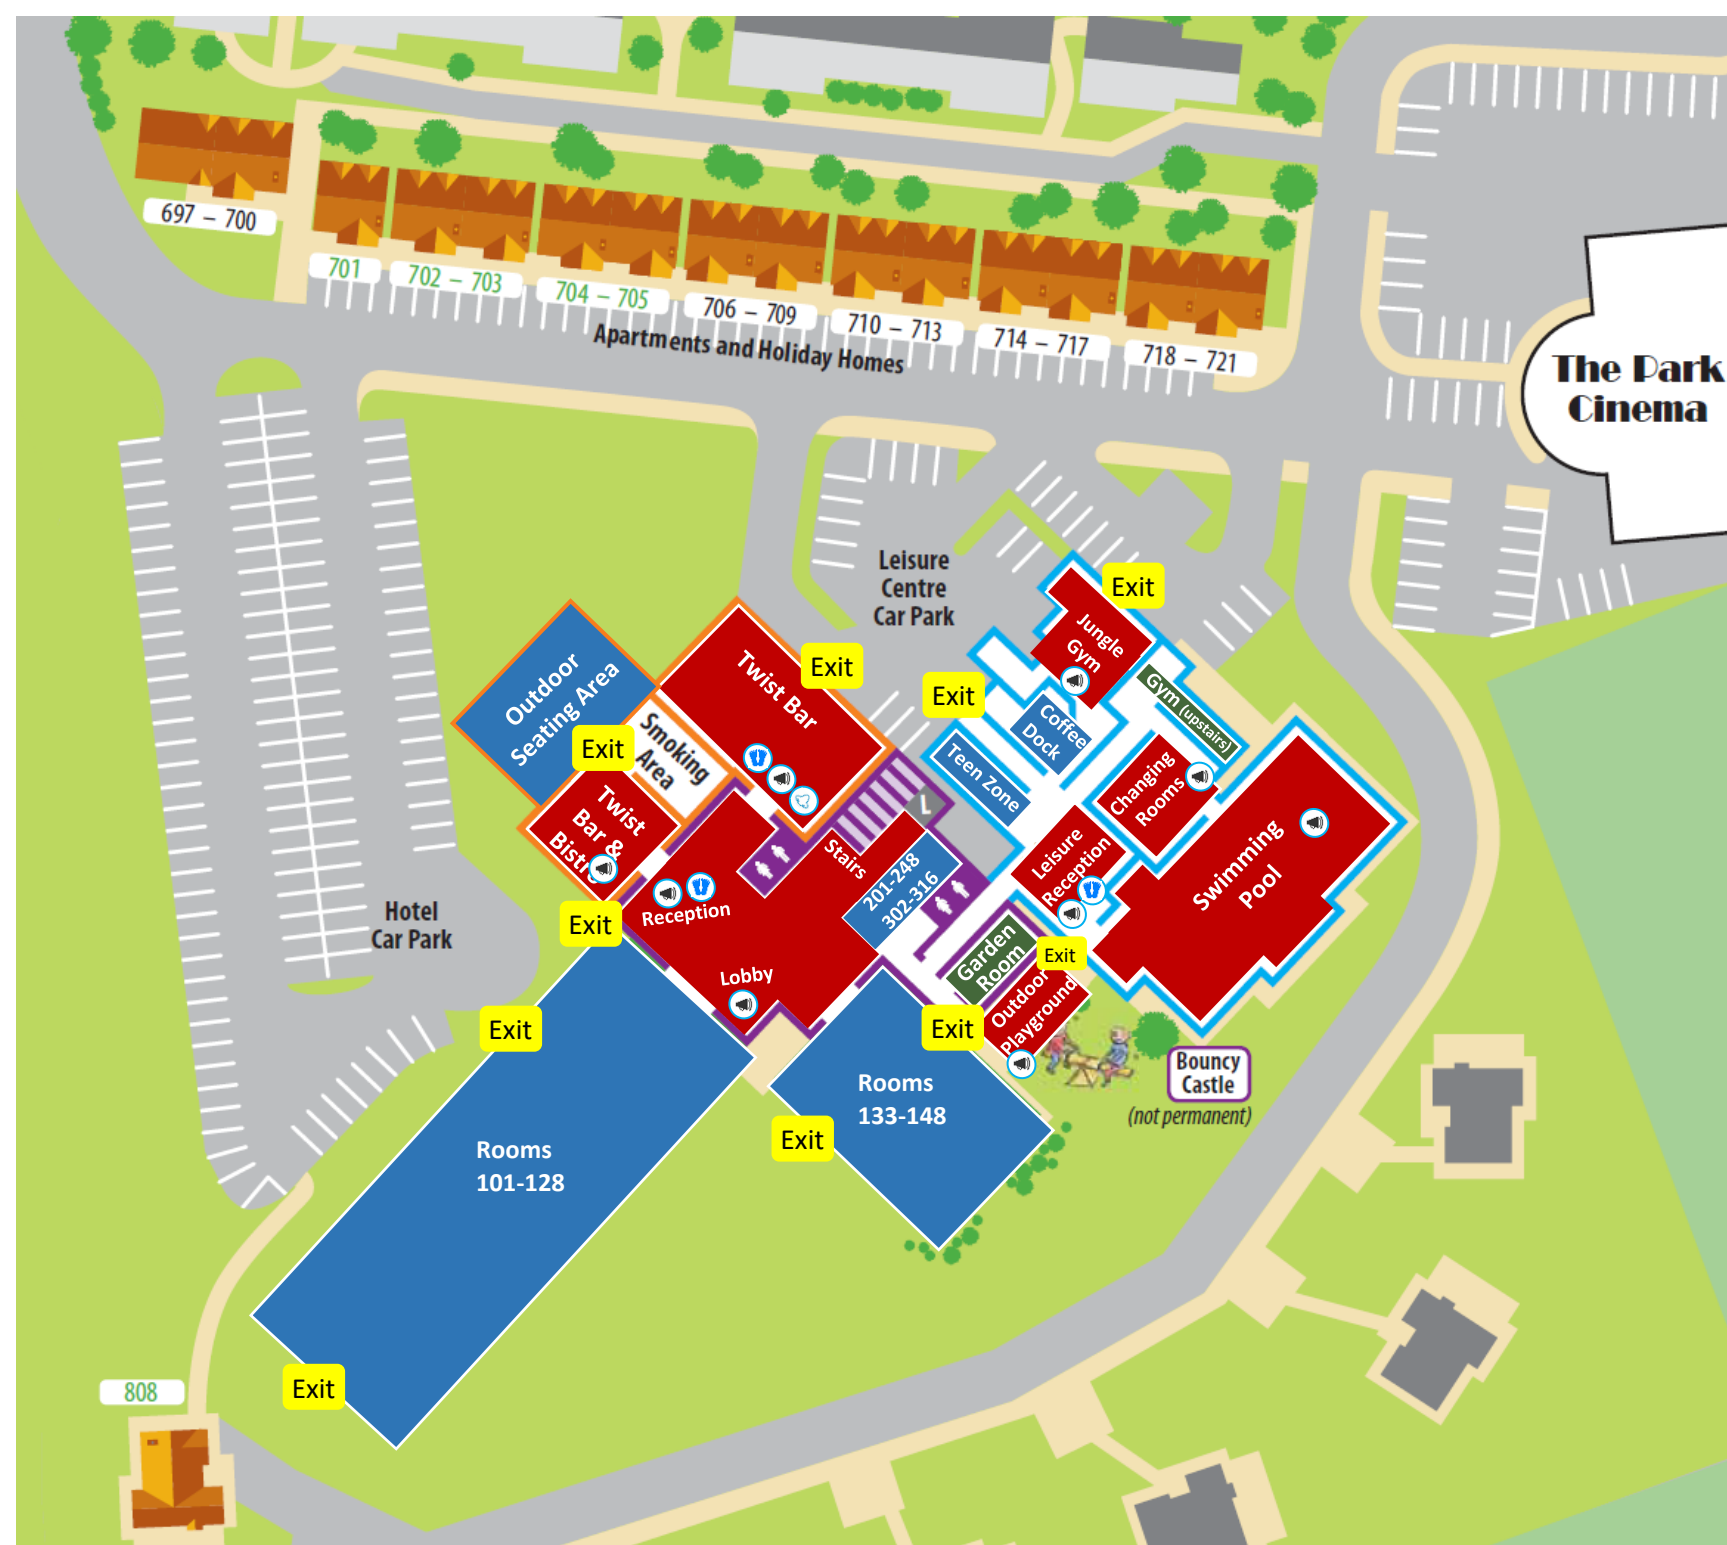 697 – 700
701
702 – 703
704 – 705
706 – 709
710 – 713
714 – 717
718 – 721
Apartments and Holiday Homes
The Park
Cinema
Leisure
Centre
Car Park
Exit
Jungle
Gym
Exit
Twist Bar
Exit
Outdoor
Seating Area
Exit
Smoking
Area
Coffee
Dock
Gym (upstairs)
Teen Zone
Changing
Rooms
L
Twist
Bar &
Bistro
Stairs
Leisure
Reception
Swimming
Pool
201-248
302-316
Reception
Exit
Hotel
Car Park
Garden
Room
Exit
Lobby
Outdoor
Playground
Exit
Exit
Bouncy
Castle
(not permanent)
Rooms
133-148
Exit
Rooms
101-128
Exit
808